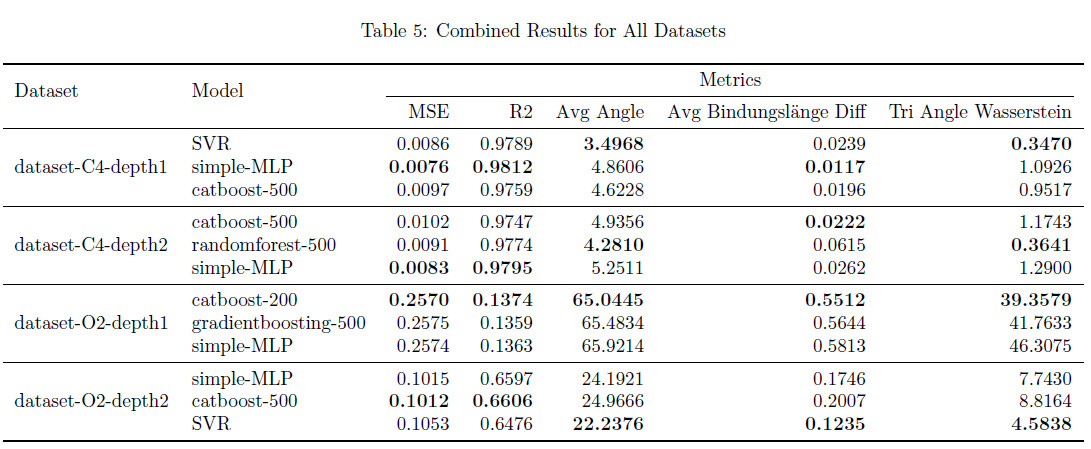 Table 5: Combined Results for All Datasets
Dataset Model Metrics
MSE R2 Avg Angle Avg Bindungslänge Diff Tri Angle Wasserstein
SVR 0.0086 0.9789 3.4968 0.0239 0.3470
dataset-C4-depth1 simple-MLP 0.0076 0.9812 4.8606 0.0117 1.0926
catboost-500 0.0097 0.9759 4.6228 0.0196 0.9517
catboost-500 0.0102 0.9747 4.9356 0.0222 1.1743
dataset-C4-depth2 randomforest-500 0.0091 0.9774 4.2810 0.0615 0.3641
simple-MLP 0.0083 0.9795 5.2511 0.0262 1.2900
catboost-200 0.2570 0.1374 65.0445 0.5512 39.3579
dataset-O2-depth1 gradientboosting-500 0.2575 0.1359 65.4834 0.5644 41.7633
simple-MLP 0.2574 0.1363 65.9214 0.5813 46.3075
simple-MLP 0.1015 0.6597 24.1921 0.1746 7.7430
dataset-O2-depth2 catboost-500 0.1012 0.6606 24.9666 0.2007 8.8164
SVR 0.1053 0.6476 22.2376 0.1235 4.5838